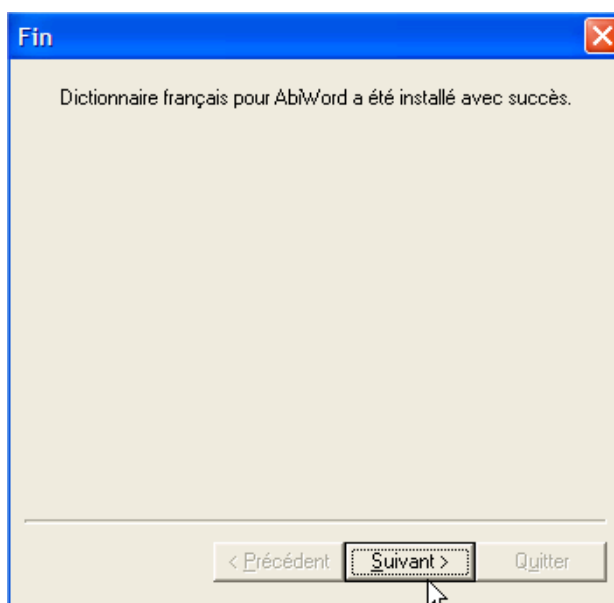 Fin
Dictionnaire français pour AbiWord a été installé avec succès.
< Précédent Suivant > Quitter